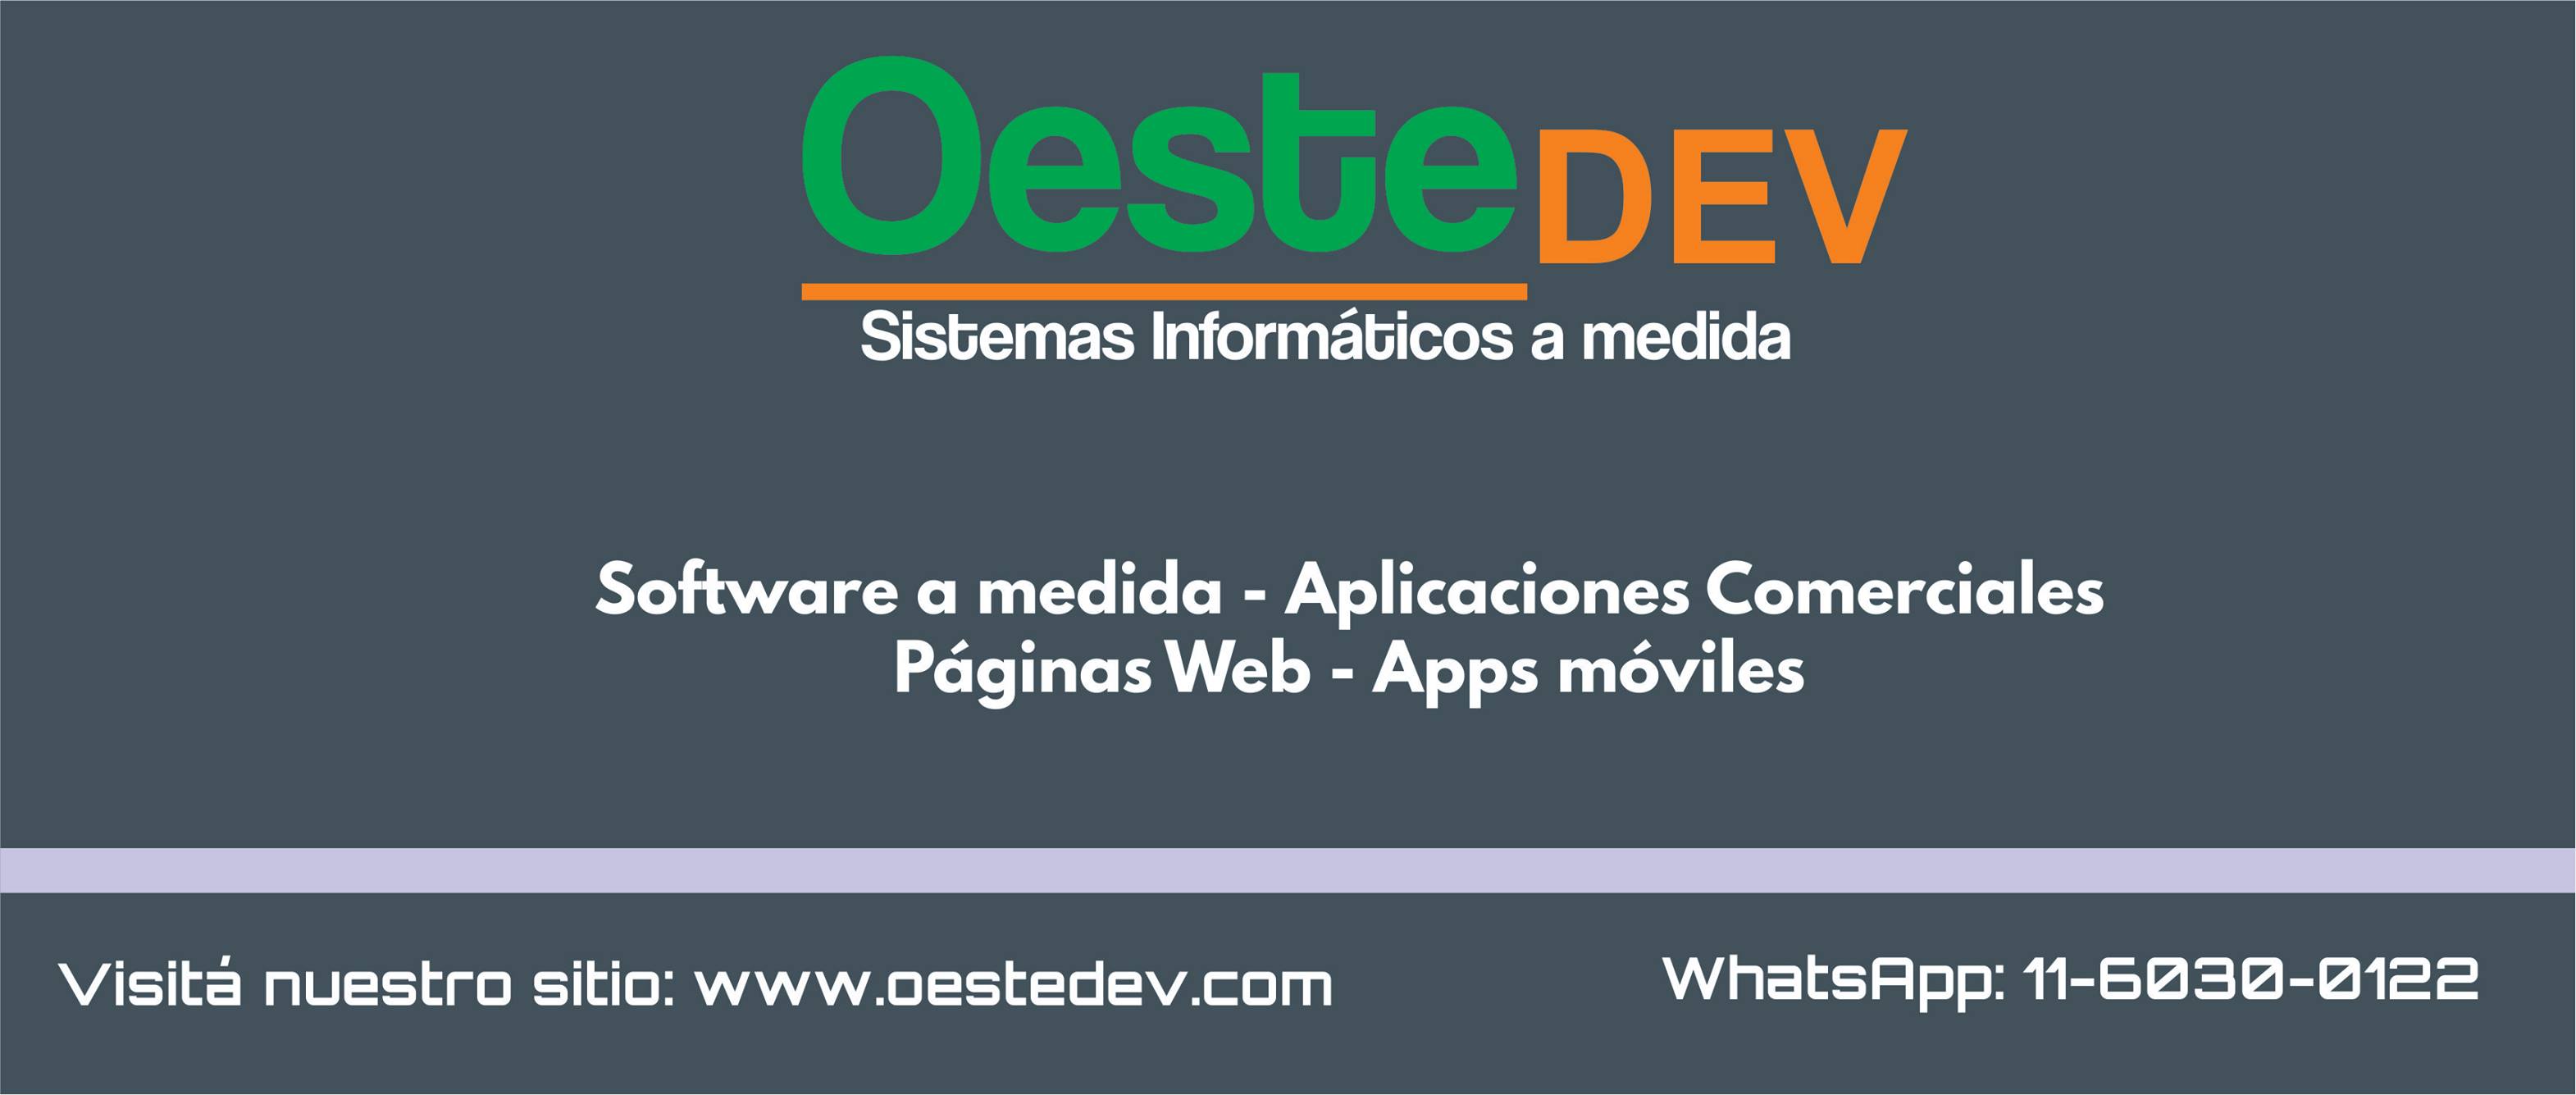 Oeste DEV
Sistemas Informáticos a medida
Software a medida - Aplicaciones Comerciales
Páginas Web - Apps móviles
Visitá nuestro sitio: www.oestedev.com
WhatsApp: 11-6030-0122